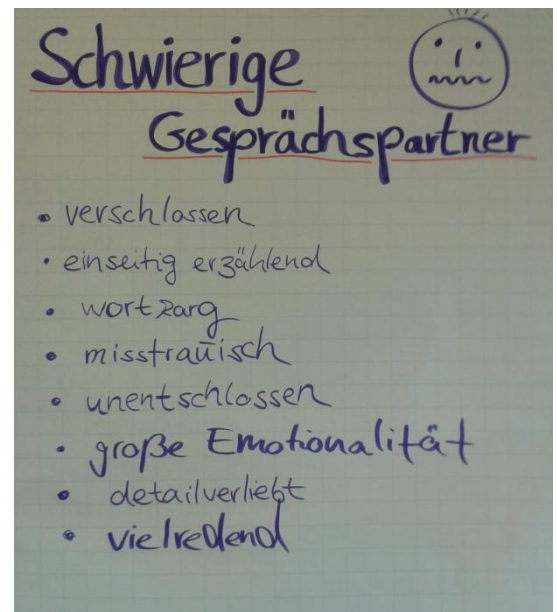 Schwierige
Gesprächspartner
• verschlossen
• einseitig erzählend
• wortkarg
• misstrauisch
• unentschlossen
• große Emotionalität
• detailverliebt
• vielredend